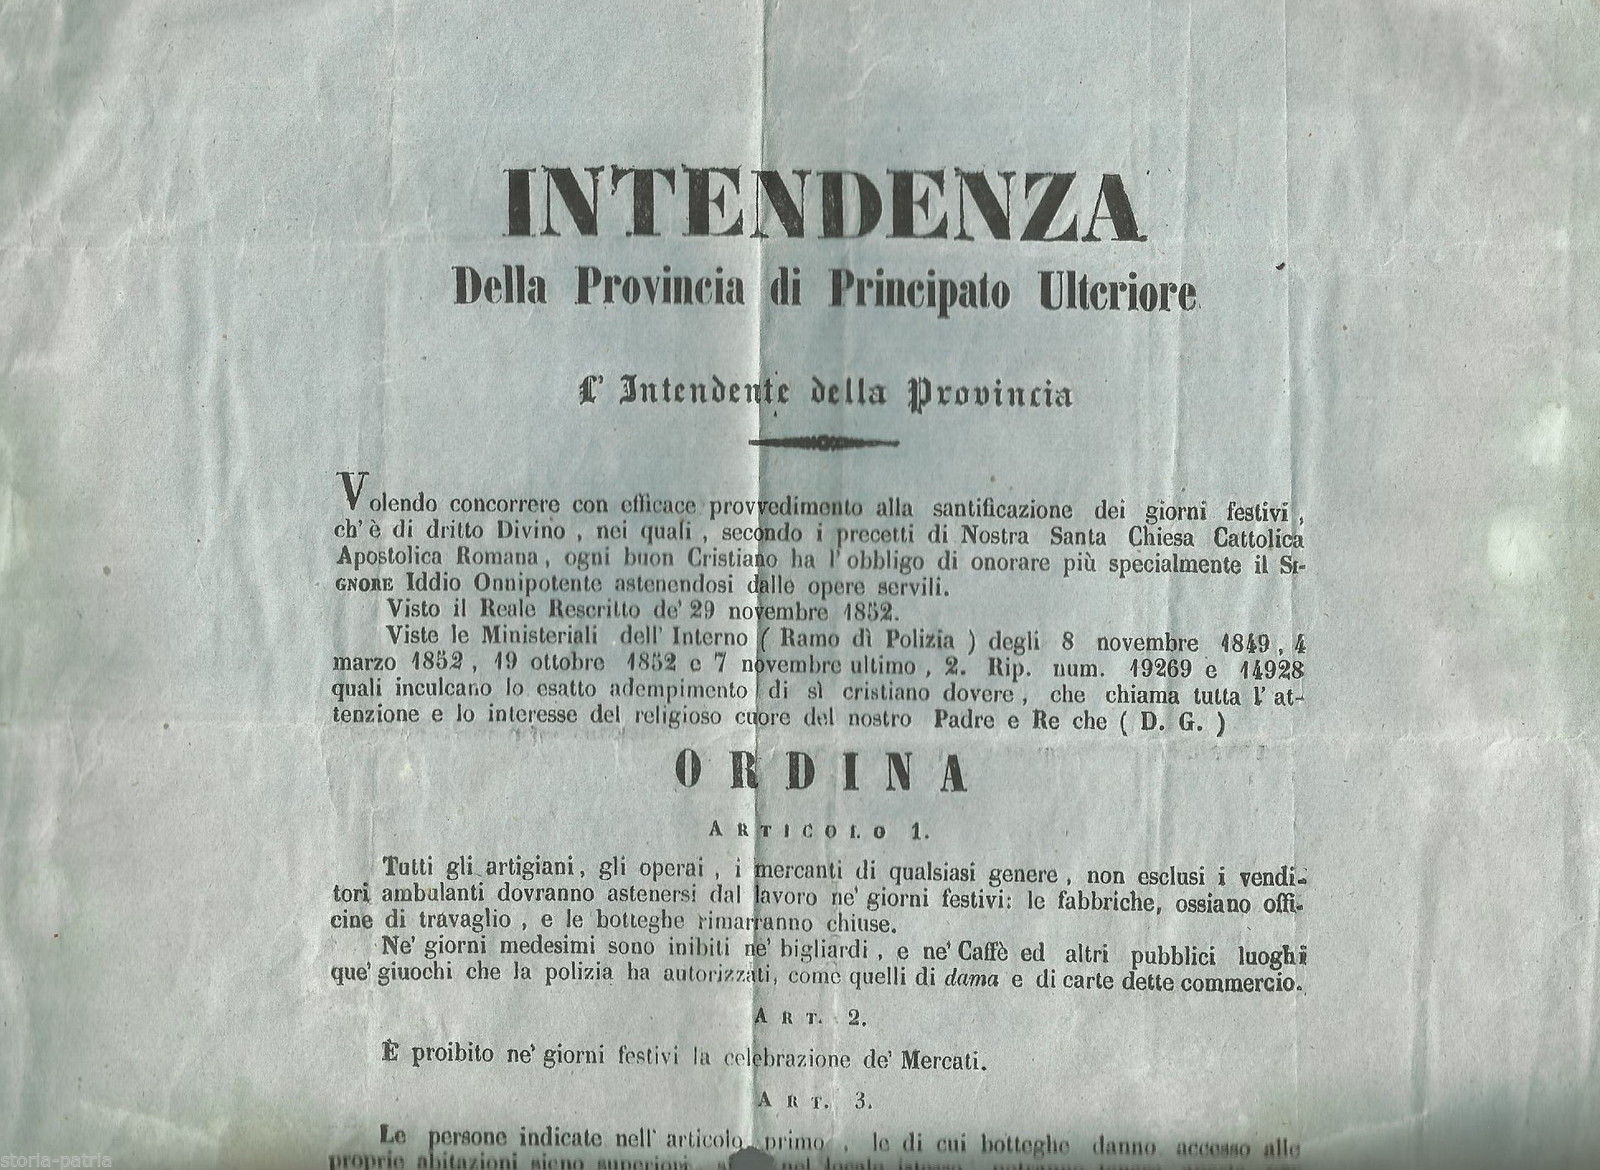 INTENDENZA
Della Provincia di Principato Ulteriore
L' Intendente della Provincia
Volendo concorrere con efficace provvedimento alla santificazione dei giorni festivi ,
ch' è di dritto Divino , nei quali , secondo i precetti di Nostra Santa Chiesa Cattolica
Apostolica Romana , ogni buon Cristiano ha l' obbligo di onorare più specialmente il SI-
GNORE Iddio Onnipotente astenendosi dalle opere servili.
Visto il Reale Rescritto de' 29 novembre 1852.
Viste le Ministeriali dell' Interno ( Ramo dì Polizia ) degli 8 novembre 1849 , 4
marzo 1852 , 19 ottobre 1852 e 7 novembre ultimo , 2. Rip. num. 19269 e 14928
quali inculcano lo esatto adempimento di sì cristiano dovere , che chiama tutta l' at-
tenzione e lo interesse del religioso cuore del nostro Padre e Re che ( D. G. )
ORDINA
ARTICOLO 1.
Tutti gli artigiani , gli operai , i mercanti di qualsiasi genere , non esclusi i vendi-
tori ambulanti dovranno astenersi dal lavoro ne' giorni festivi: le fabbriche, ossiano offi-
cine di travaglio , e le botteghe rimarranno chiuse.
Ne' giorni medesimi sono inibiti ne' bigliardi , e ne' Caffè ed altri pubblici luoghi
que' giuochi che la polizia ha autorizzati, come quelli di dama e di carte dette commercio.
ART. 2.
È proibito ne' giorni festivi la celebrazione de' Mercati.
ART. 3.
Le persone indicate nell' articolo primo , le di cui botteghe danno accesso alle
proprie abitazioni sieno superiori,
storia-patria